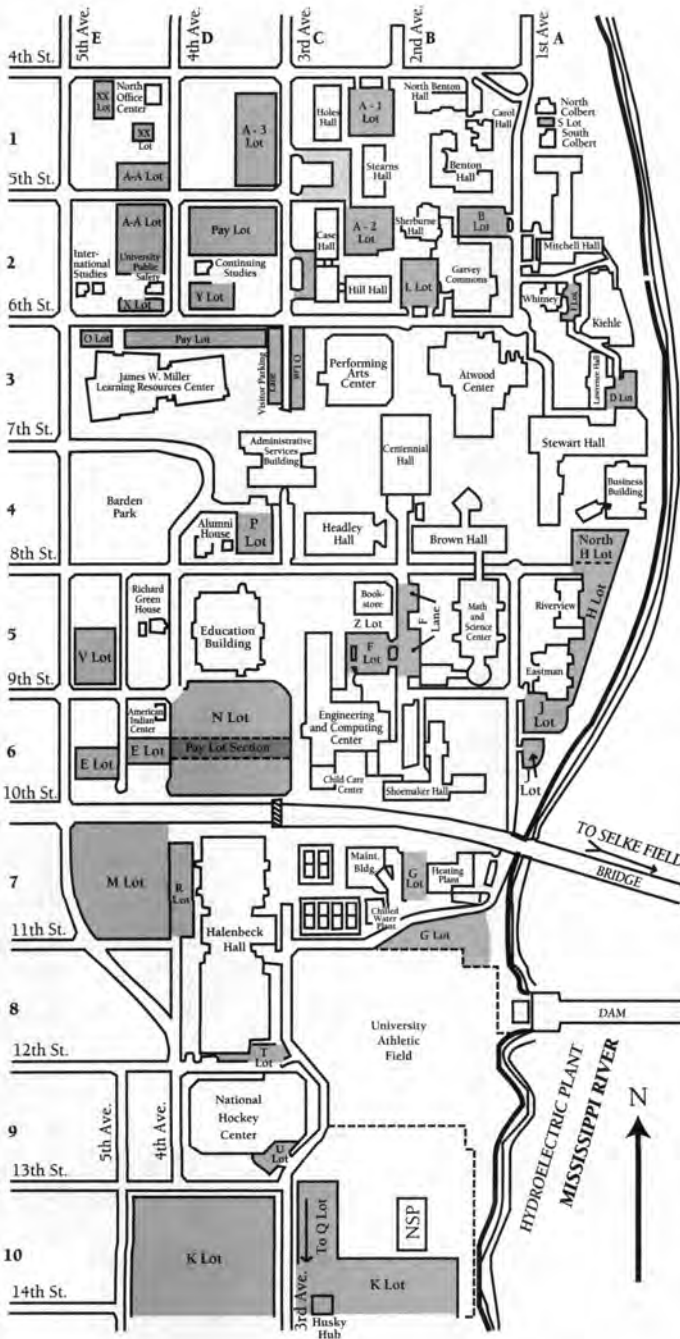 E
5th Ave.
D
4th Ave.
C
3rd Ave.
B
2nd Ave.
A
1st Ave.
4th St.
XX
Lot
North
Office
Center
XX
Lot
A-A Lot
A - 3
Lot
Holes
Hall
A - 1
Lot
North Benton
Hall
Carol
Hall
North
Colbert
S Lot
South
Colbert
1
Stearns
Hall
Benton
Hall
5th St.
A-A Lot
Pay Lot
Case
Hall
A - 2
Lot
Sherburne
Hall
B
Lot
Mitchell Hall
2
Inter-
national
Studies
University
Public
Safety
X Lot
Continuing
Studies
Y Lot
Hill Hall
L Lot
Garvey
Commons
Whitney
Kiehle
6th St.
O Lot
Pay Lot
Visitor Parking
Lane
O Lot
3
James W. Miller
Learning Resources Center
Performing
Arts
Center
Atwood
Center
Lawrence Hall
D Lot
7th St.
Administrative
Services
Building
Centennial
Hall
Stewart Hall
4
Barden
Park
Alumni
House
P
Lot
Headley
Hall
Brown Hall
Business
Building
8th St.
North
H Lot
5
Richard
Green
House
V Lot
Education
Building
Book-
store
Z Lot
F
Lot
F
Lane
Math
and
Science
Center
Riverview
H Lot
Eastman
9th St.
American
Indian
Center
N Lot
Engineering
and Computing
Center
J
Lot
6
E Lot
E Lot
Pay Lot Section
Child Care
Center
Shoemaker Hall
Lot
10th St.
TO SELKE FIELD
BRIDGE
7
M Lot
R
Lot
Halenbeck
Hall
Maint.
Bldg.
G
Lot
Heating
Plant
Chilled
Water
Plant
11th St.
G Lot
8
University
Athletic
Field
DAM
12th St.
T
Lot
9
5th Ave.
4th Ave.
National
Hockey
Center
U
Lot
HYDROELECTRIC PLANT
MISSISSIPPI RIVER
N
13th St.
10
K Lot
To Q Lot
NSP
K Lot
14th St.
3rd Ave.
Husky
Hub